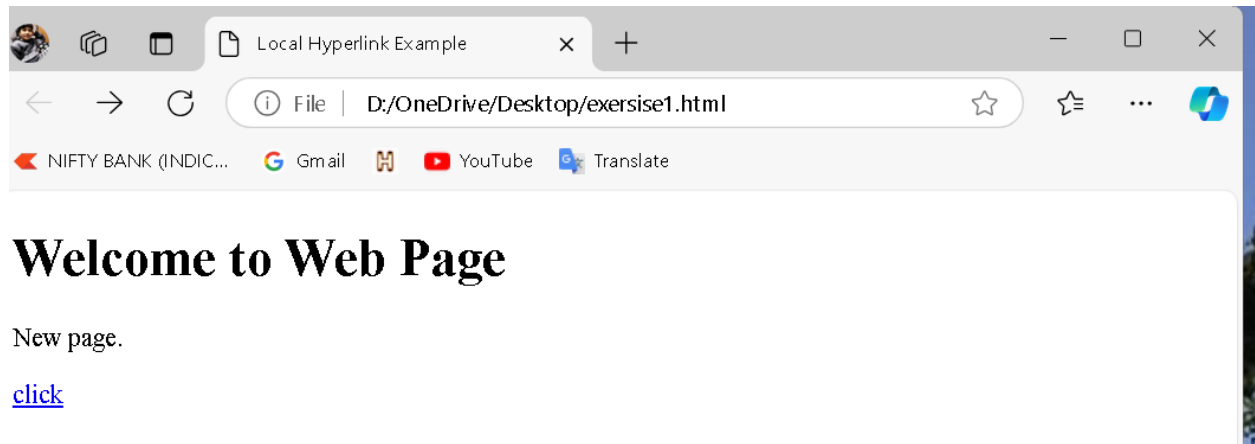 Local Hyperlink Example
File D:/OneDrive/Desktop/exersise1.html
NIFTY BANK (INDIC... Gmail YouTube Translate
Welcome to Web Page
New page.
click